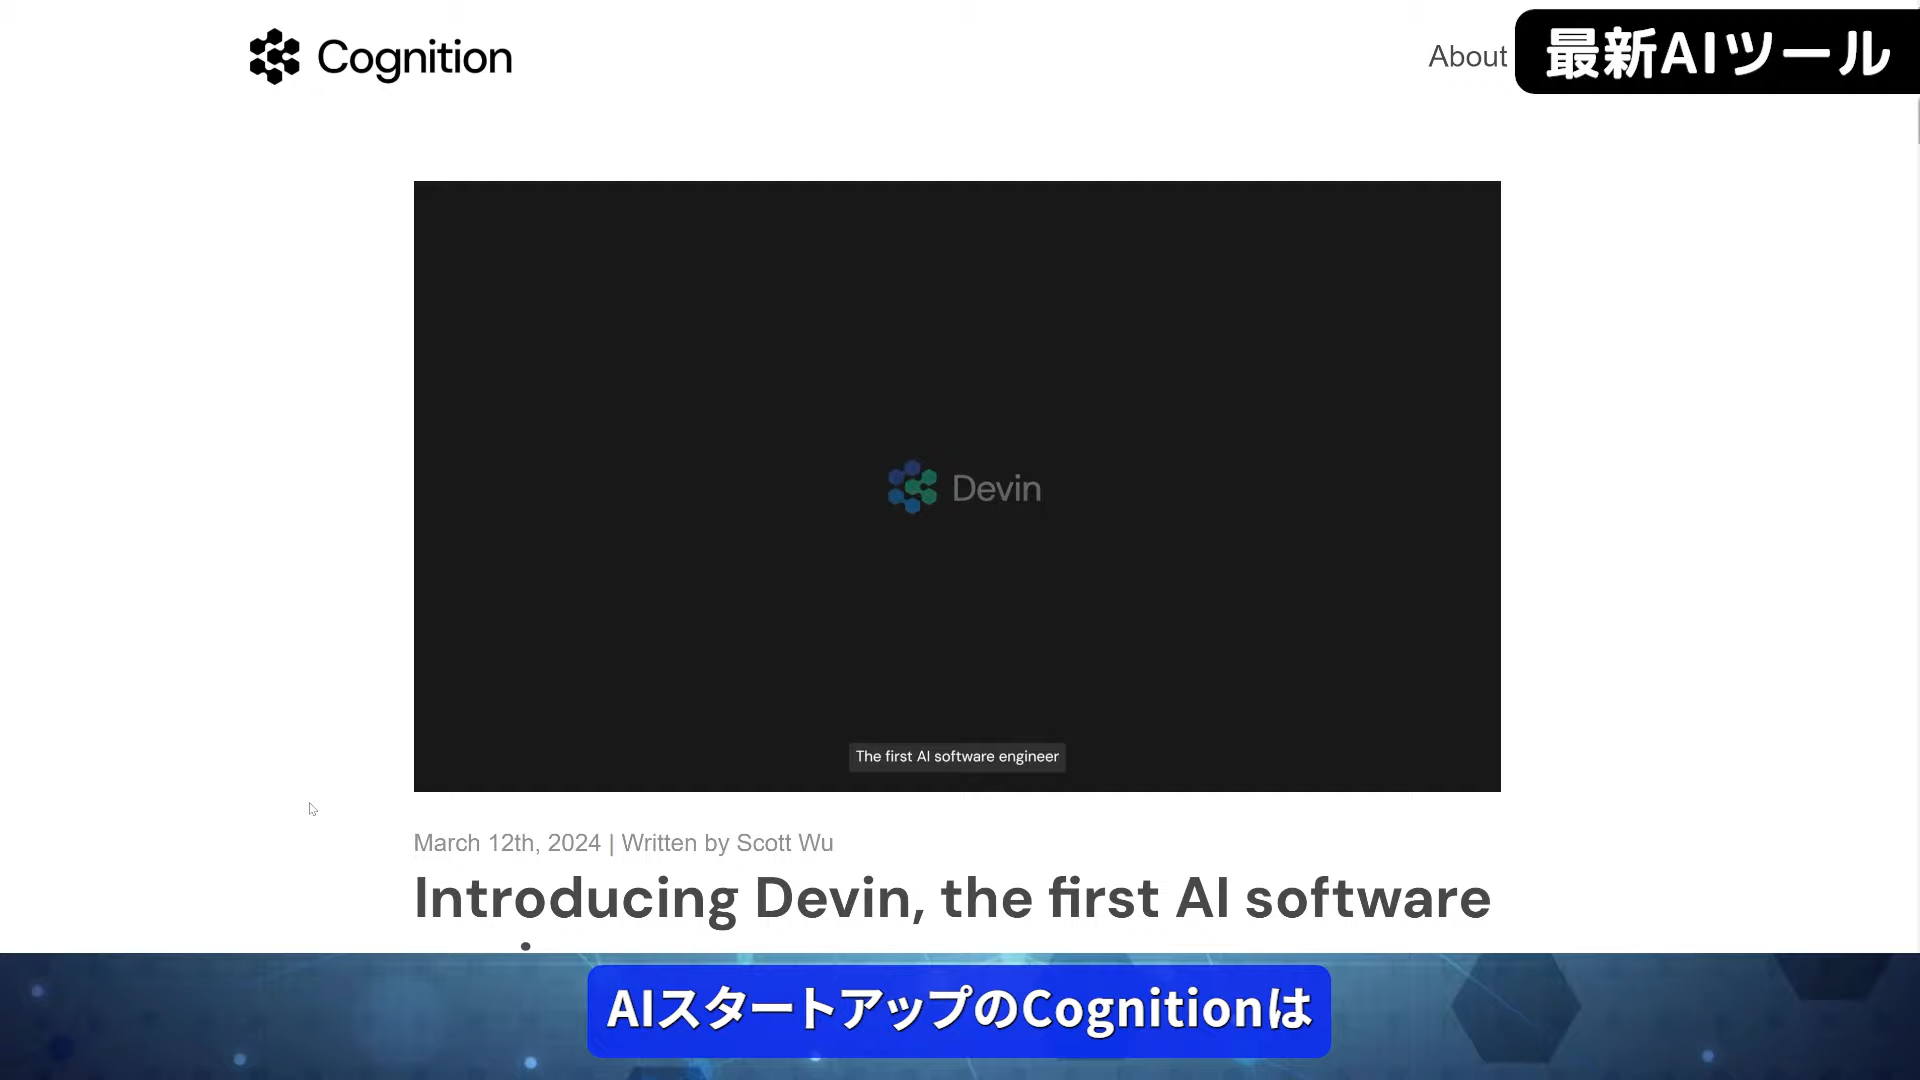 Cognition
About
最新AIツール
Devin
The first AI software engineer
March 12th, 2024 | Written by Scott Wu
Introducing Devin, the first AI software
AIスタートアップのCognitionは